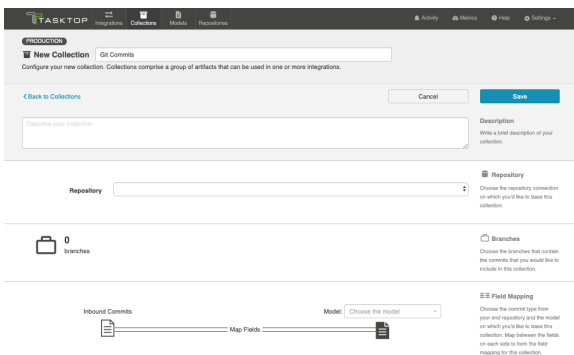 TASKTOP
Integrations
Collections
Models
Repositories
Activity
Metrics
Help
Settings
PRODUCTION
New Collection
Git Commits
Configure your new collection. Collections comprise a group of artifacts that can be used in one or more integrations.
Back to Collections
Cancel
Save
Describe your collection
Description
Write a brief description of your
collection.
Repository
Repository
Choose the repository connection
on which you'd like to base this
collection.
0
branches
Branches
Choose the branches that contain
the commits that you would like to
include in this collection.
Inbound Commits
Model:
Choose the model
Map Fields
Field Mapping
Choose the commit type from
your end repository and the model
on which you'd like to base this
collection. Map between the fields
on each side to form the field
mapping for this collection.